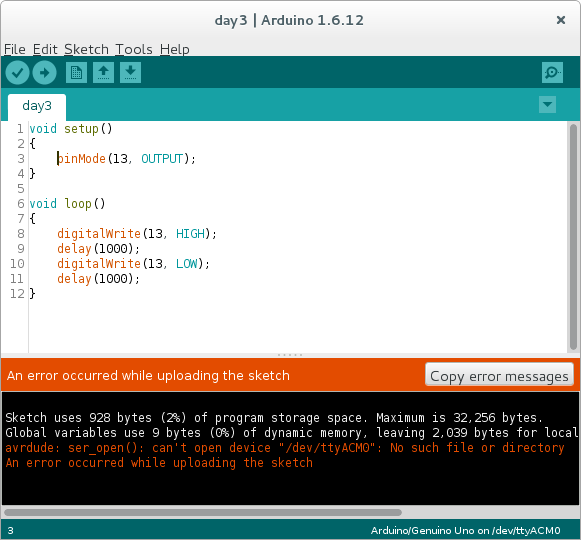 day3 | Arduino 1.6.12
File Edit Sketch Tools Help
day3
1 void setup()
2 {
3     pinMode(13, OUTPUT);
4 }
5
6 void loop()
7 {
8     digitalWrite(13, HIGH);
9     delay(1000);
10     digitalWrite(13, LOW);
11     delay(1000);
12 }
An error occurred while uploading the sketch
Copy error messages
Sketch uses 928 bytes (2%) of program storage space. Maximum is 32,256 bytes.
Global variables use 9 bytes (0%) of dynamic memory, leaving 2,039 bytes for local
avrdude: ser_open(): can't open device "/dev/ttyACM0": No such file or directory
An error occurred while uploading the sketch
3
Arduino/Genuino Uno on /dev/ttyACM0